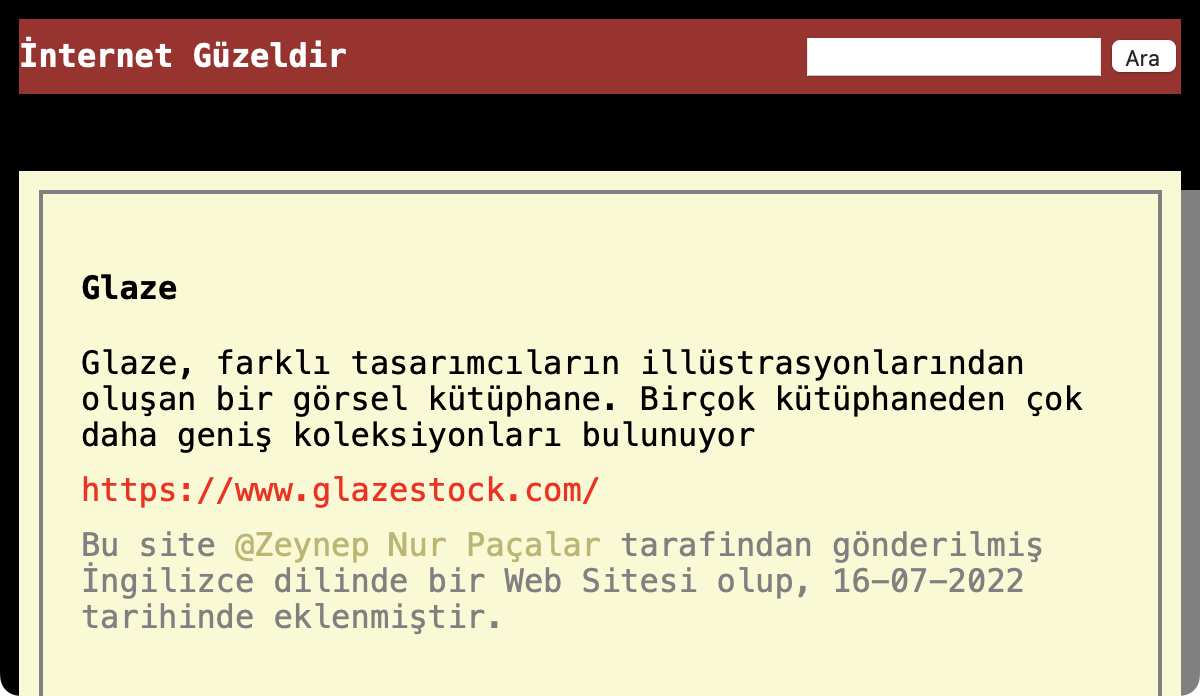 İnternet Güzeldir
Ara
Glaze
Glaze, farklı tasarımcıların illüstrasyonlarından
oluşan bir görsel kütüphane. Birçok kütüphaneden çok
daha geniş koleksiyonları bulunuyor
https://www.glazestock.com/
Bu site @Zeynep Nur Paçalar tarafindan gönderilmiş
İngilizce dilinde bir Web Sitesi olup, 16-07-2022
tarihinde eklenmiştir.